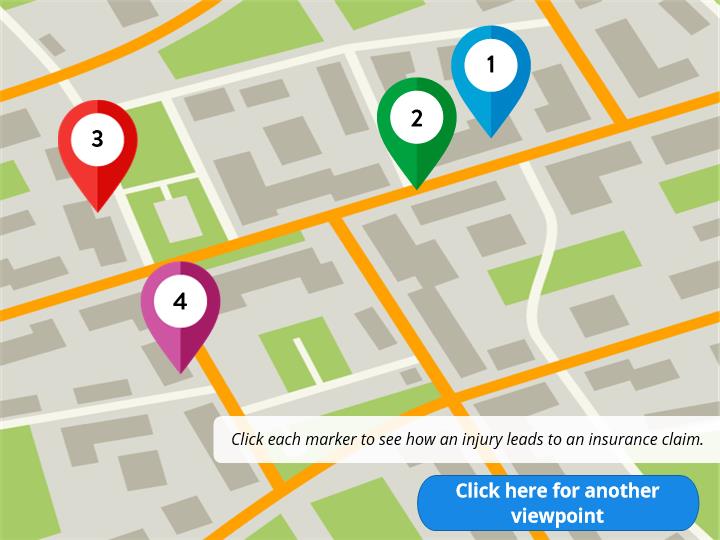 1
2
3
4
Click each marker to see how an injury leads to an insurance claim.
Click here for another
viewpoint